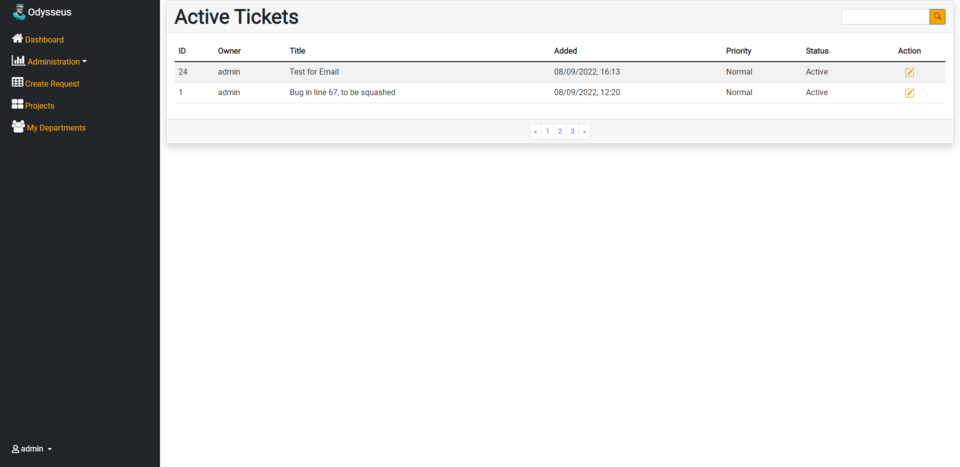 Odysseus
Dashboard
Administration
Create Request
Projects
My Departments
admin
Active Tickets
ID Owner Title Added Priority Status Action
24 admin Test for Email 08/09/2022, 16:13 Normal Active
1 admin Bug in line 67, to be squashed 08/09/2022, 12:20 Normal Active
« 1 2 3 »